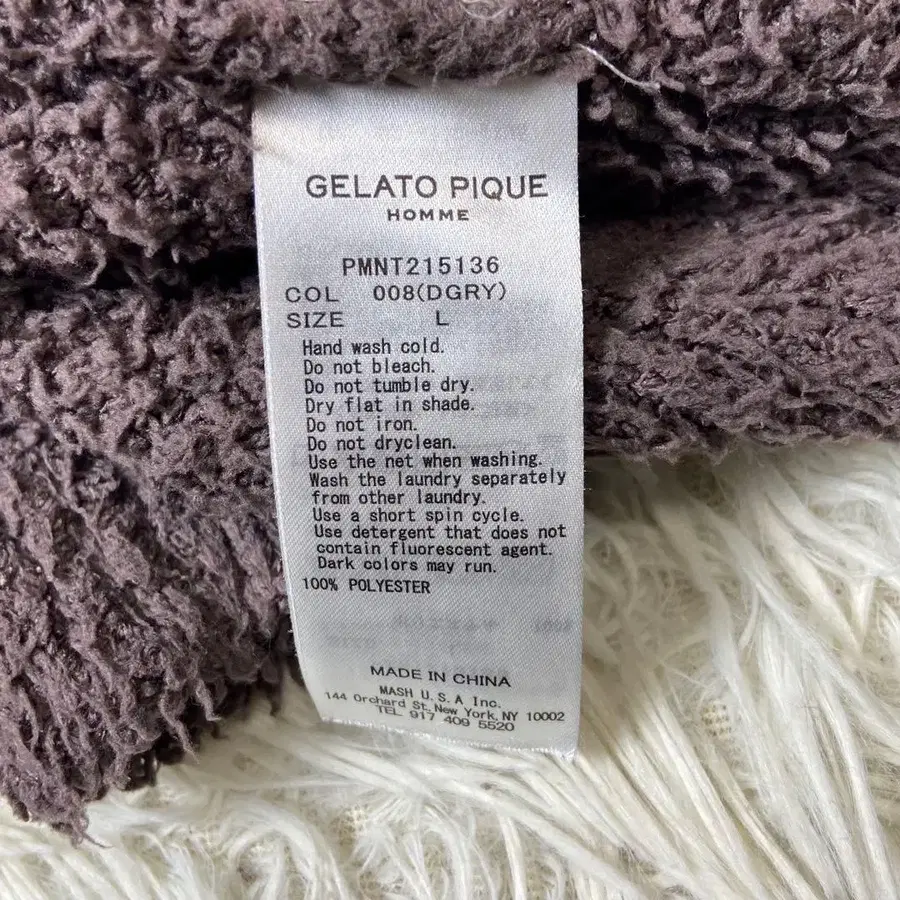 GELATO PIQUE
HOMME
PMNT215136
COL 008(DGRY)
SIZE L
Hand wash cold.
Do not bleach.
Do not tumble dry.
Dry flat in shade.
Do not iron.
Do not dryclean.
Use the net when washing.
Wash the laundry separately
from other laundry.
Use a short spin cycle.
Use detergent that does not
contain fluorescent agent.
Dark colors may run.
100% POLYESTER
MADE IN CHINA
MASH U.S.A Inc.
144 Orchard St. New York, NY 10002
TEL 917 409 5520